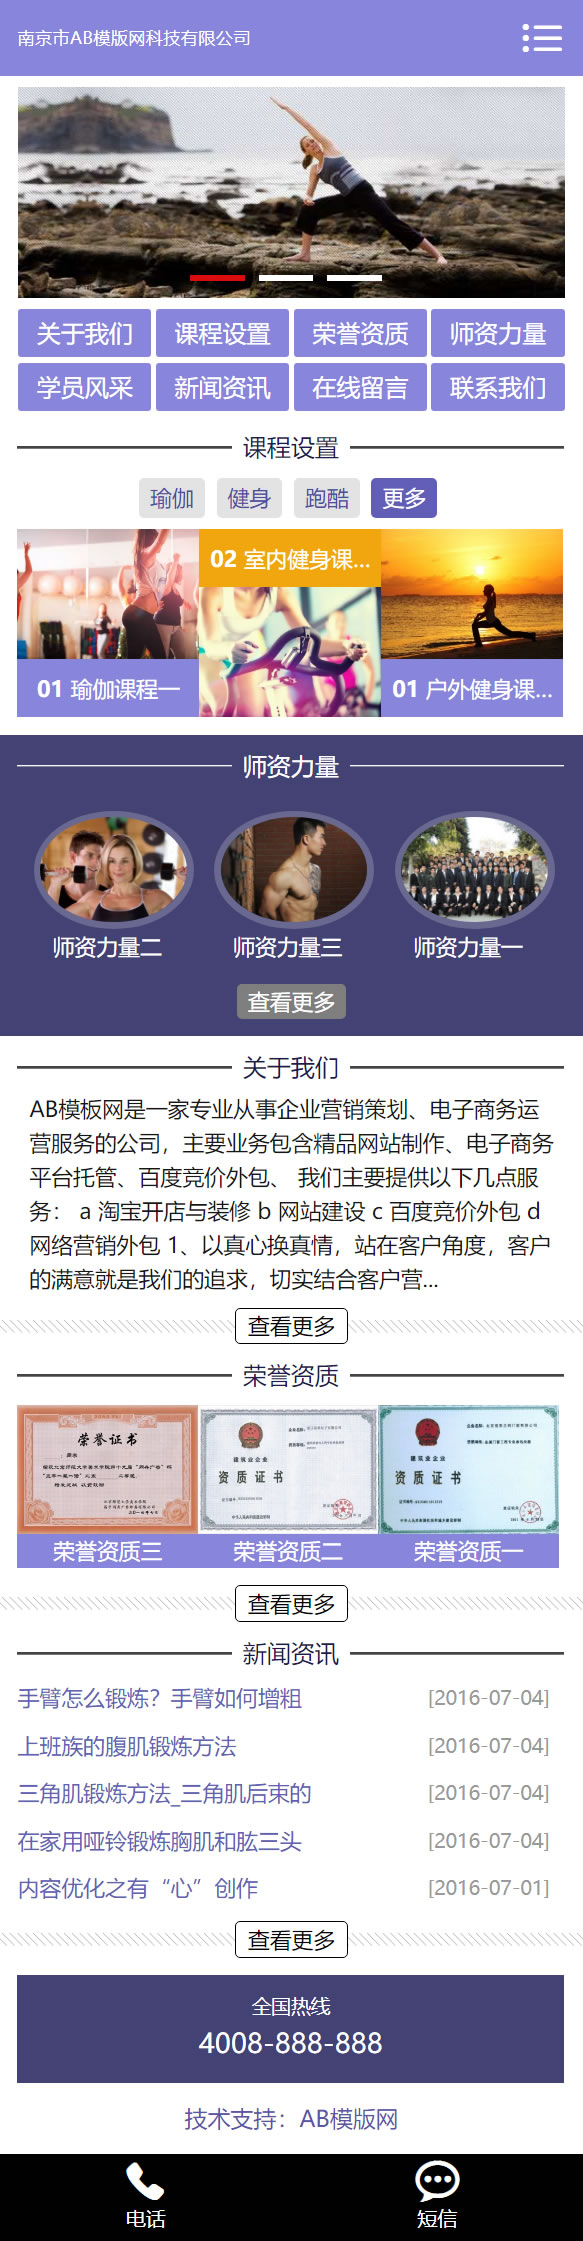 南京市AB模版网科技有限公司
关于我们 课程设置 荣誉资质 师资力量
学员风采 新闻资讯 在线留言 联系我们
课程设置
瑜伽 健身 跑酷 更多
02 室内健身课...
01 瑜伽课程一
01 户外健身课...
师资力量
师资力量二 师资力量三 师资力量一
查看更多
关于我们
AB模板网是一家专业从事企业营销策划、电子商务运
营服务的公司，主要业务包含精品网站制作、电子商务
平台托管、百度竞价外包、 我们主要提供以下几点服
务： a 淘宝开店与装修 b 网站建设 c 百度竞价外包 d
网络营销外包 1、以真心换真情，站在客户角度，客户
的满意就是我们的追求，切实结合客户营...
查看更多
荣誉资质
荣誉证书
建筑业企业
资质证书
建筑业企业
资质证书
荣誉资质三 荣誉资质二 荣誉资质一
查看更多
新闻资讯
手臂怎么锻炼？手臂如何增粗 [2016-07-04]
上班族的腹肌锻炼方法 [2016-07-04]
三角肌锻炼方法_三角肌后束的 [2016-07-04]
在家用哑铃锻炼胸肌和肱三头 [2016-07-04]
内容优化之有“心”创作 [2016-07-01]
查看更多
全国热线
4008-888-888
技术支持：AB模版网
电话 短信